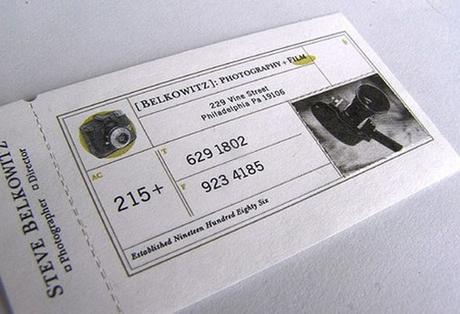 STEVE BELKOWITZ
Photographer Director
[BELKOWITZ]: PHOTOGRAPHY + FILM
229 Vine Street
Philadelphia Pa 19106
AC
215+
T
629 1802
F
923 4185
Established Nineteen Hundred Eighty Six